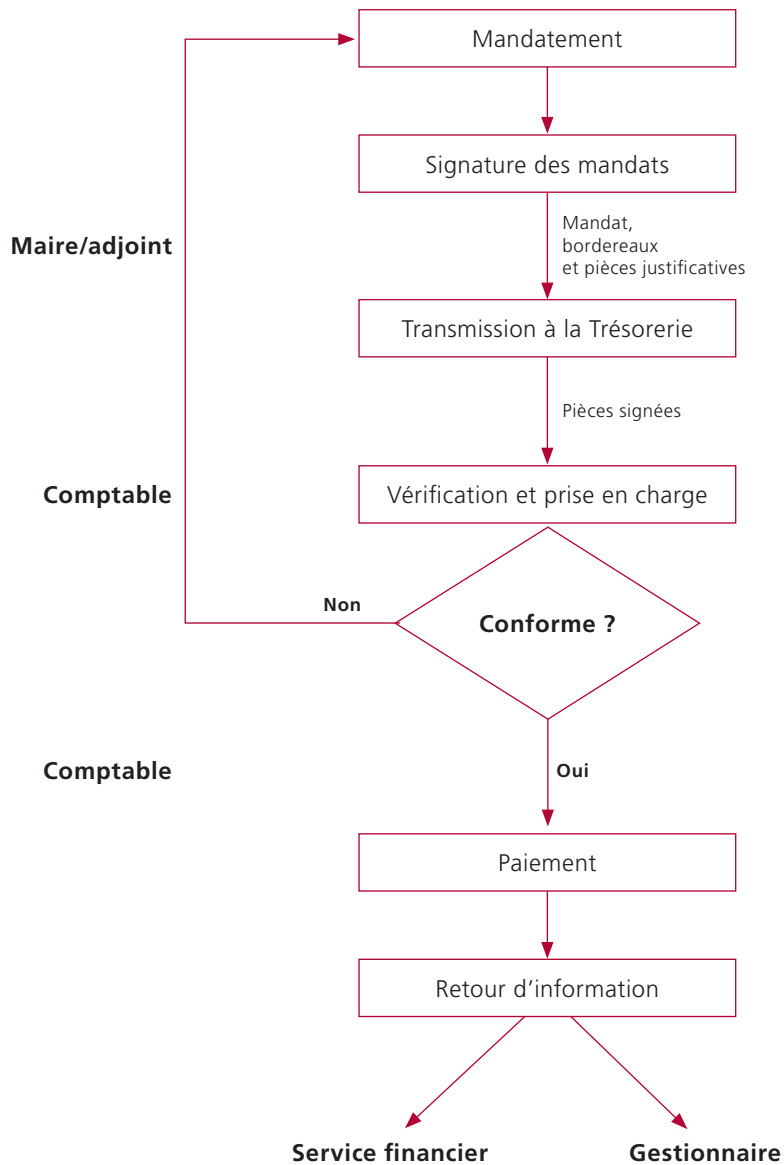 Mandatement
Signature des mandats
Maire/adjoint
Mandat,
bordereaux
et pièces justificatives
Transmission à la Trésorerie
Pièces signées
Comptable
Vérification et prise en charge
Non
Conforme ?
Comptable
Oui
Paiement
Retour d’information
Service financier
Gestionnaire